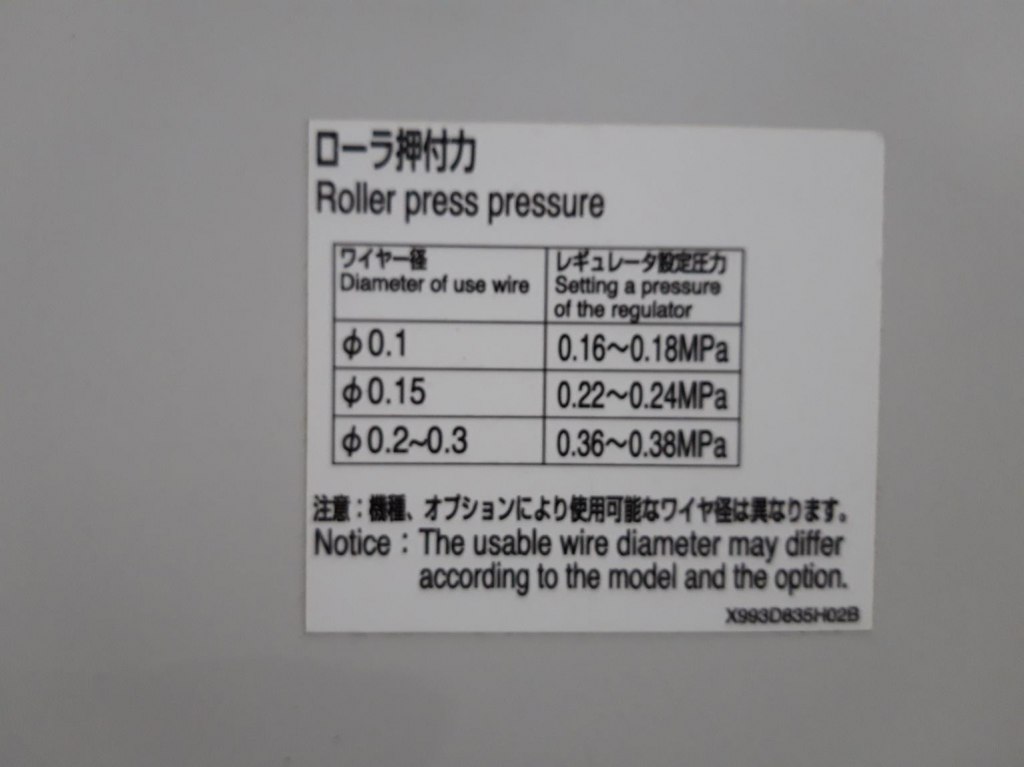 ローラ押付力
Roller press pressure
ワイヤー径
Diameter of use wire
レギュレータ設定圧力
Setting a pressure
of the regulator
φ0.1
0.16〜0.18MPa
φ0.15
0.22〜0.24MPa
φ0.2~0.3
0.36〜0.38MPa
注意：機種、オプションにより使用可能なワイヤ径は異なります。
Notice : The usable wire diameter may differ
according to the model and the option.
X993D835H02B